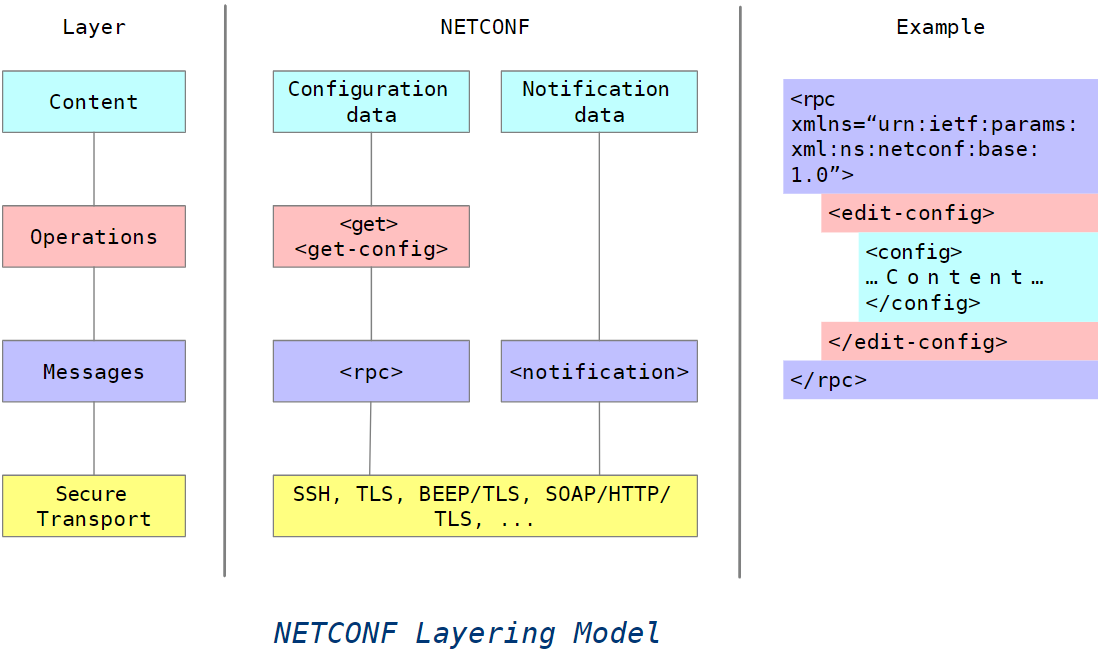 Layer
NETCONF
Example
Content
Configuration
data
Notification
data
<rpc
xmlns=“urn:ietf:params:
xml:ns:netconf:base:
1.0”>
Operations
<get>
<get-config>
<edit-config>
<config>
… C o n t e n t …
</config>
</edit-config>
</rpc>
Messages
<rpc>
<notification>
Secure
Transport
SSH, TLS, BEEP/TLS, SOAP/HTTP/
TLS, ...
NETCONF Layering Model